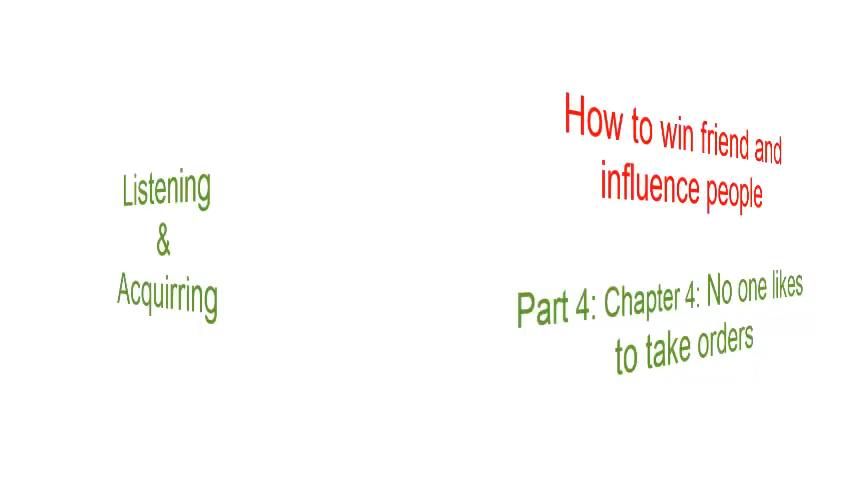 Listening
&
Acquirring
How to win friend and
influence people
Part 4: Chapter 4: No one likes
to take orders